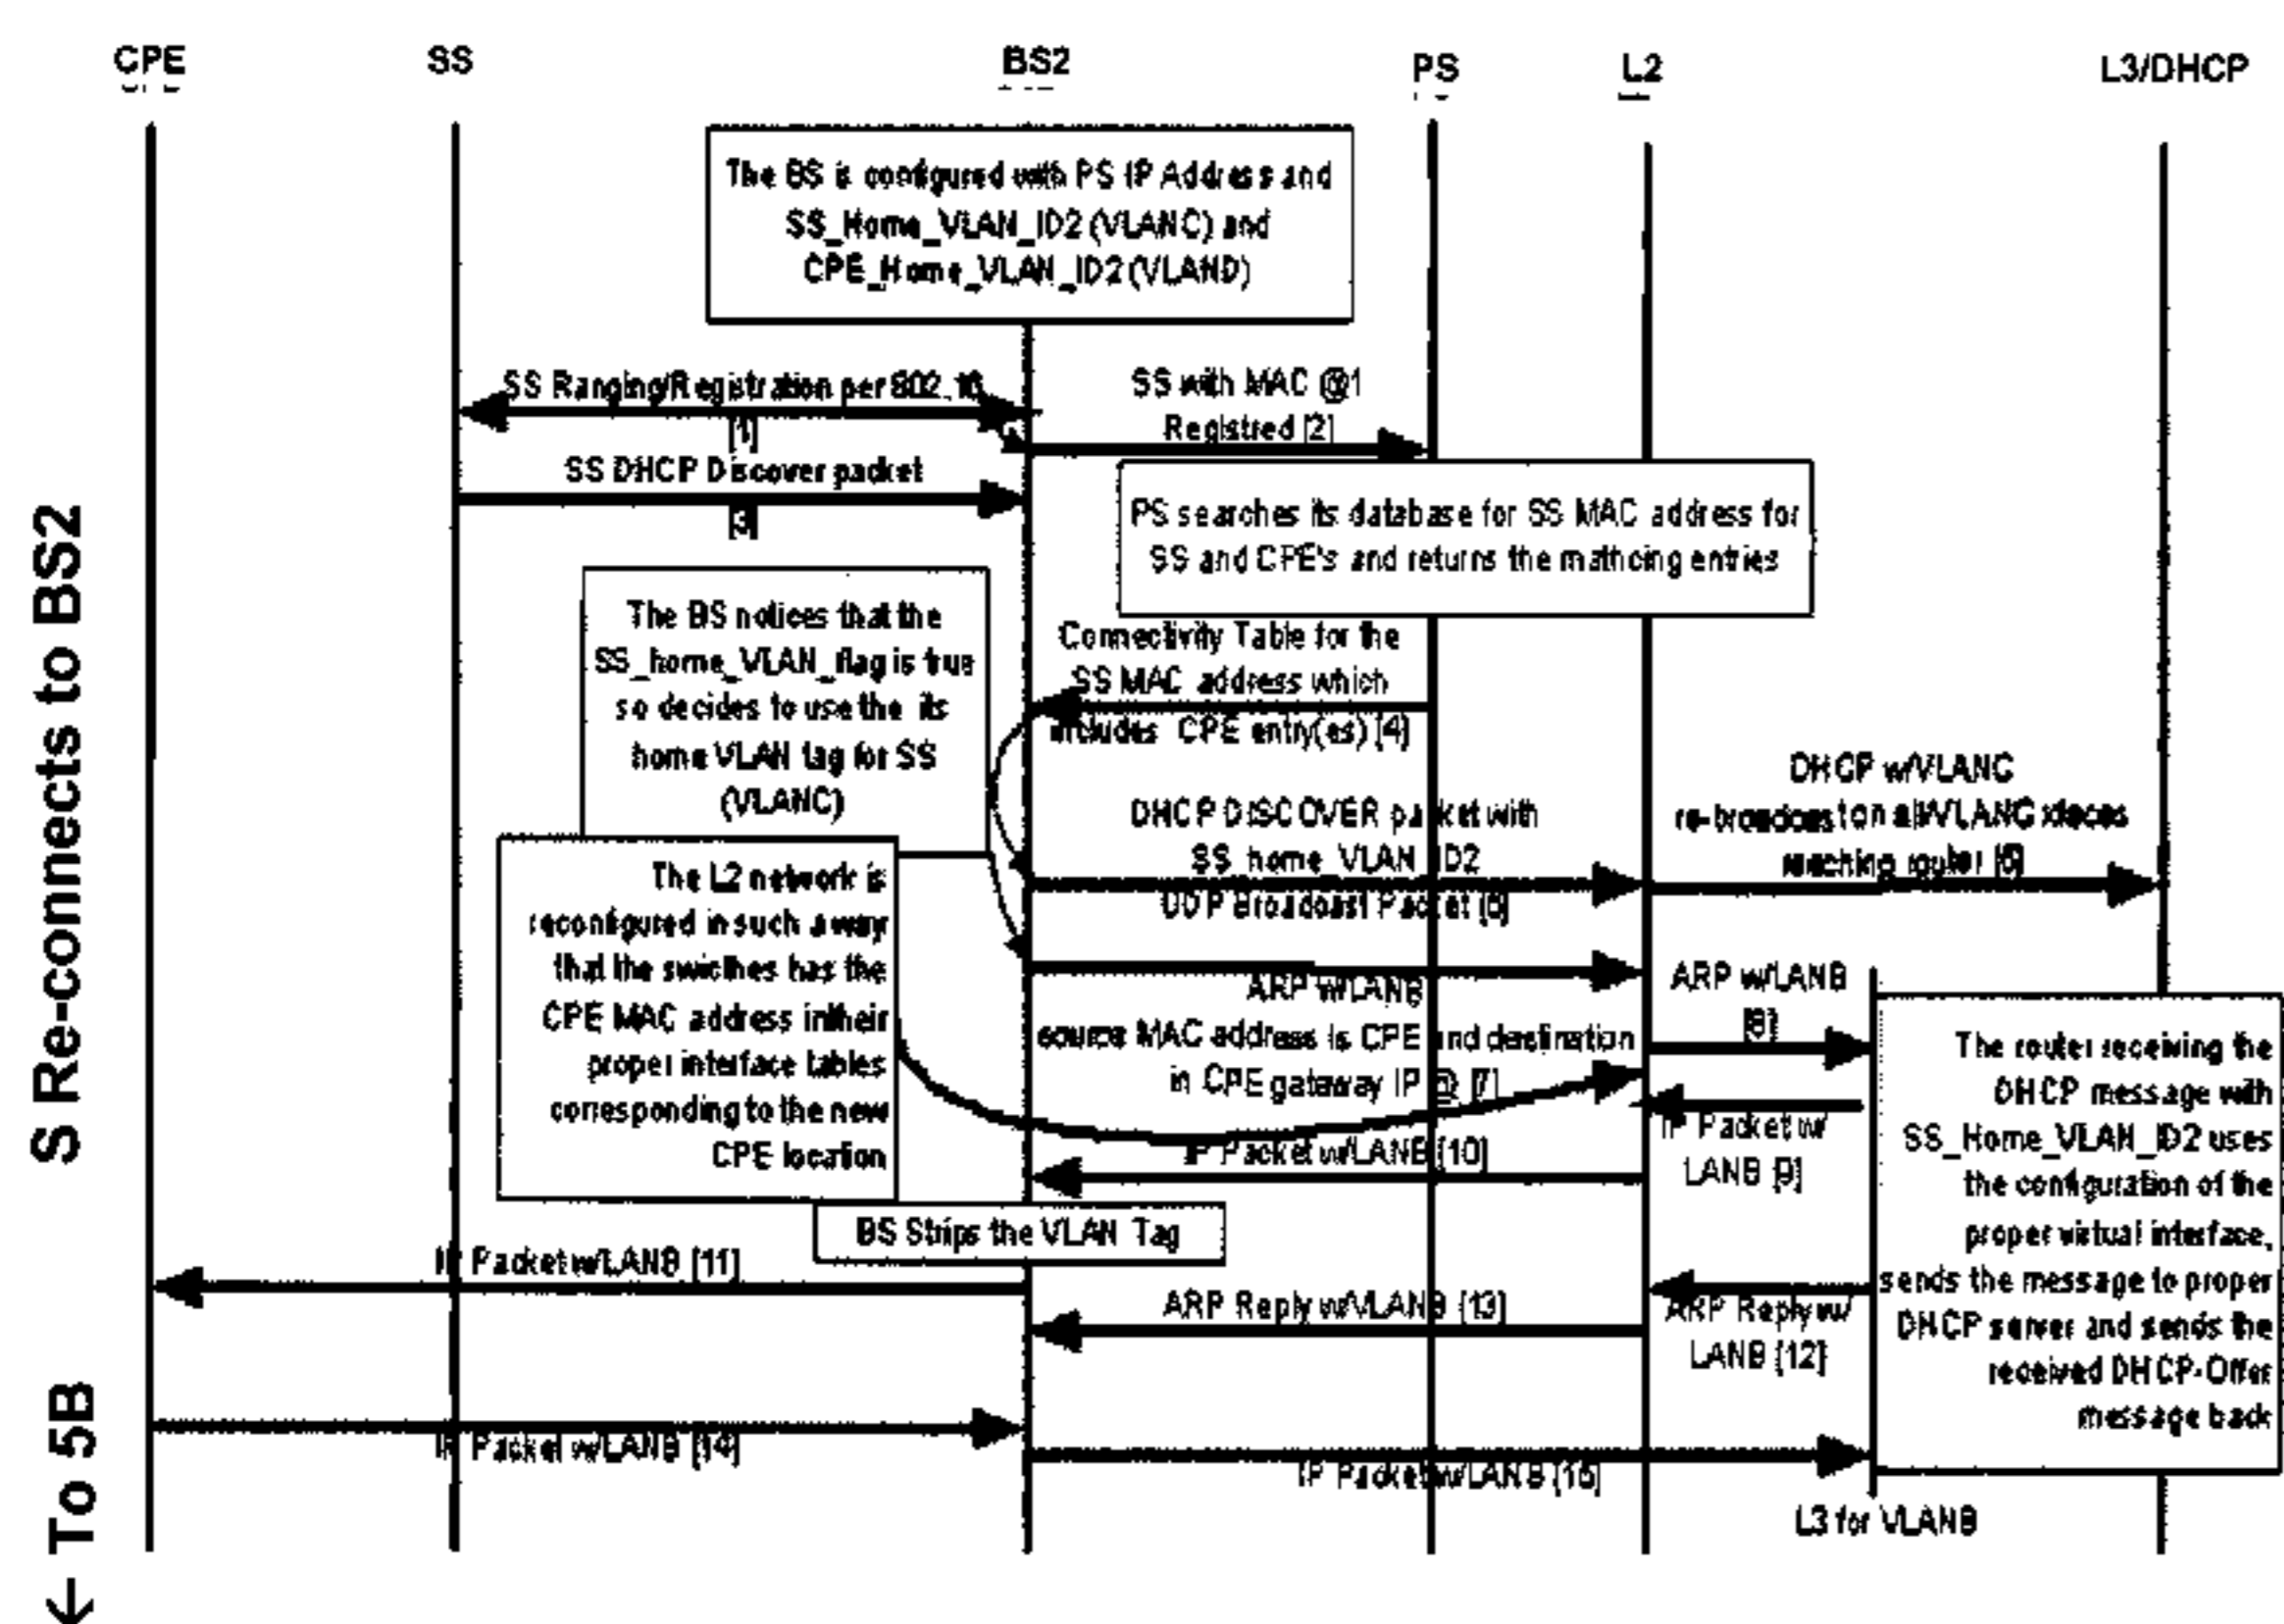 CPE
SS
BS2
PS
L2
L3/DHCP
The BS is configured with PS IP Address and
SS_Home_VLAN_ID2 (VLANC) and
CPE_Home_VLAN_ID2 (VLAND)
SS Ranging/Registration per 802.16
[1]
SS with MAC @1
Registred [2]
SS DHCP Discover packet
[3]
PS searches its database for SS MAC address for
SS and CPE's and returns the mathcing entries
The BS notices that the
SS_home_VLAN_flag is true
so decides to use the its
home VLAN tag for SS
(VLANC)
Connectivity Table for the
SS MAC address which
includes CPE entry(es) [4]
DHCP DISCOVER packet with
SS_home_VLAN_ID2
UDP Broadcast Packet
DHCP w/VLANC
re-broadcast on all
reaching router
The L2 network is
reconfigured in such a way
that the swicthes has the
CPE MAC address in their
proper interface tables
corresponding to the new
CPE location
ARP w/LANB
source MAC address is CPE and destination
in CPE gataway IP @ [7]
ARP w/LANB
[8]
IP Packet w/
LANB [9]
IP Packet w/LANB [10]
BS Strips the VLAN Tag
IP Packet w/LANB [11]
ARP Reply w/
LANB [12]
ARP Reply w/VLANB [13]
IP Packet w/LANB [14]
IP Packet w/LANB [15]
The router receiving the
DHCP message with
SS_Home_VLAN_ID2 uses
the configuration of the
proper virtual interface,
sends the message to proper
DHCP server and sends the
received DHCP-Offer
message back
L3 for VLANB
S Re-connects to BS2
← To 5B